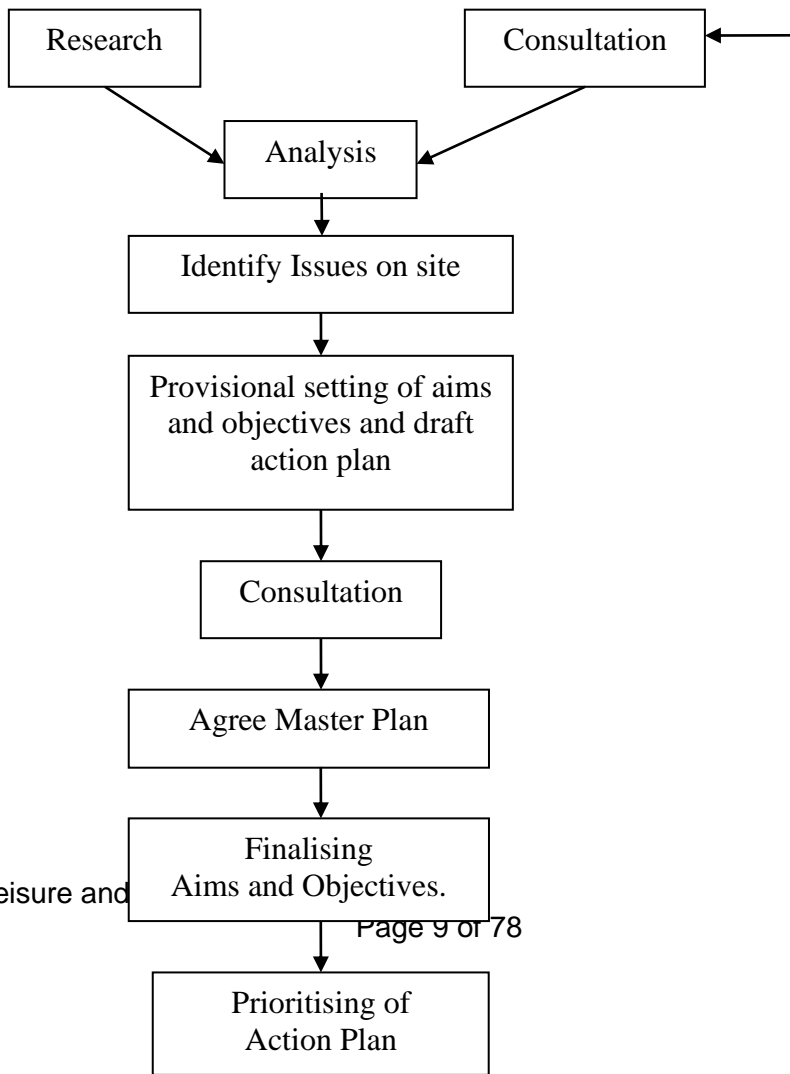 Research
Consultation
Analysis
Identify Issues on site
Provisional setting of aims
and objectives and draft
action plan
Consultation
Agree Master Plan
Finalising
Aims and Objectives.
eisure and
Page 9 of 78
Prioritising of
Action Plan